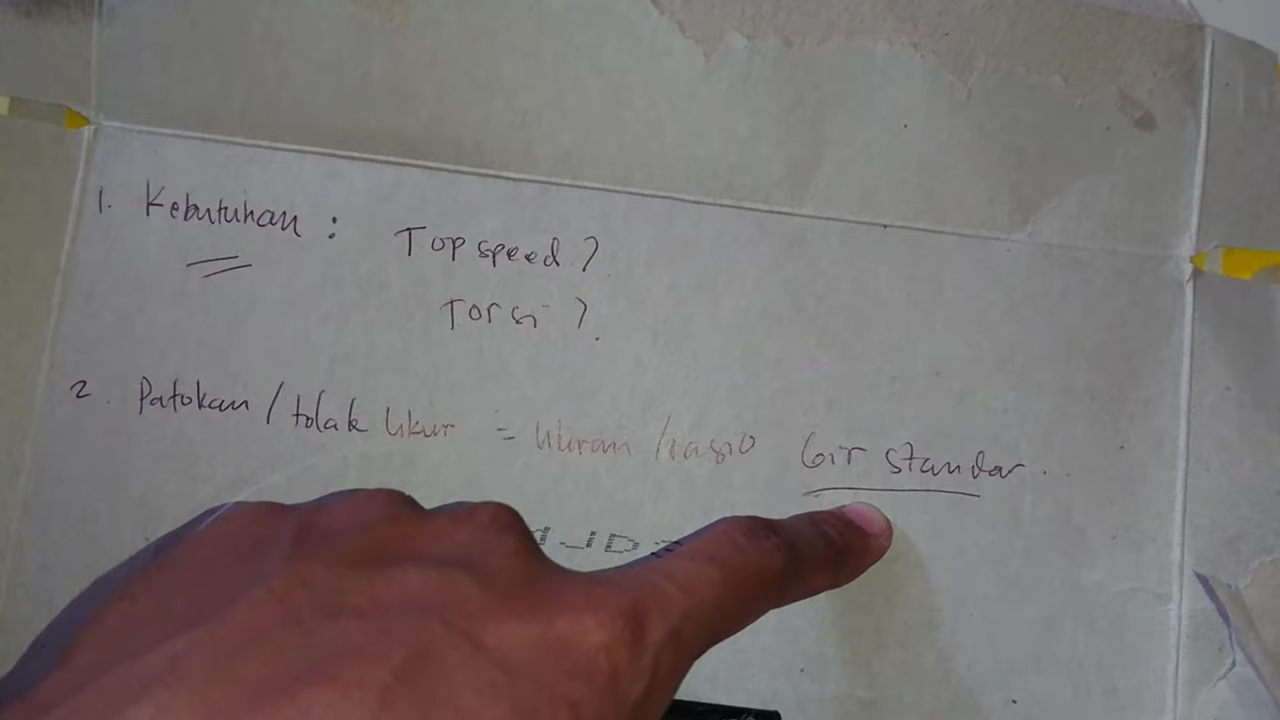 1. Kebutuhan : Top speed ?
Torsi ?
2. Patokan / tolak ukur = ukuran / rasio Gir standar.